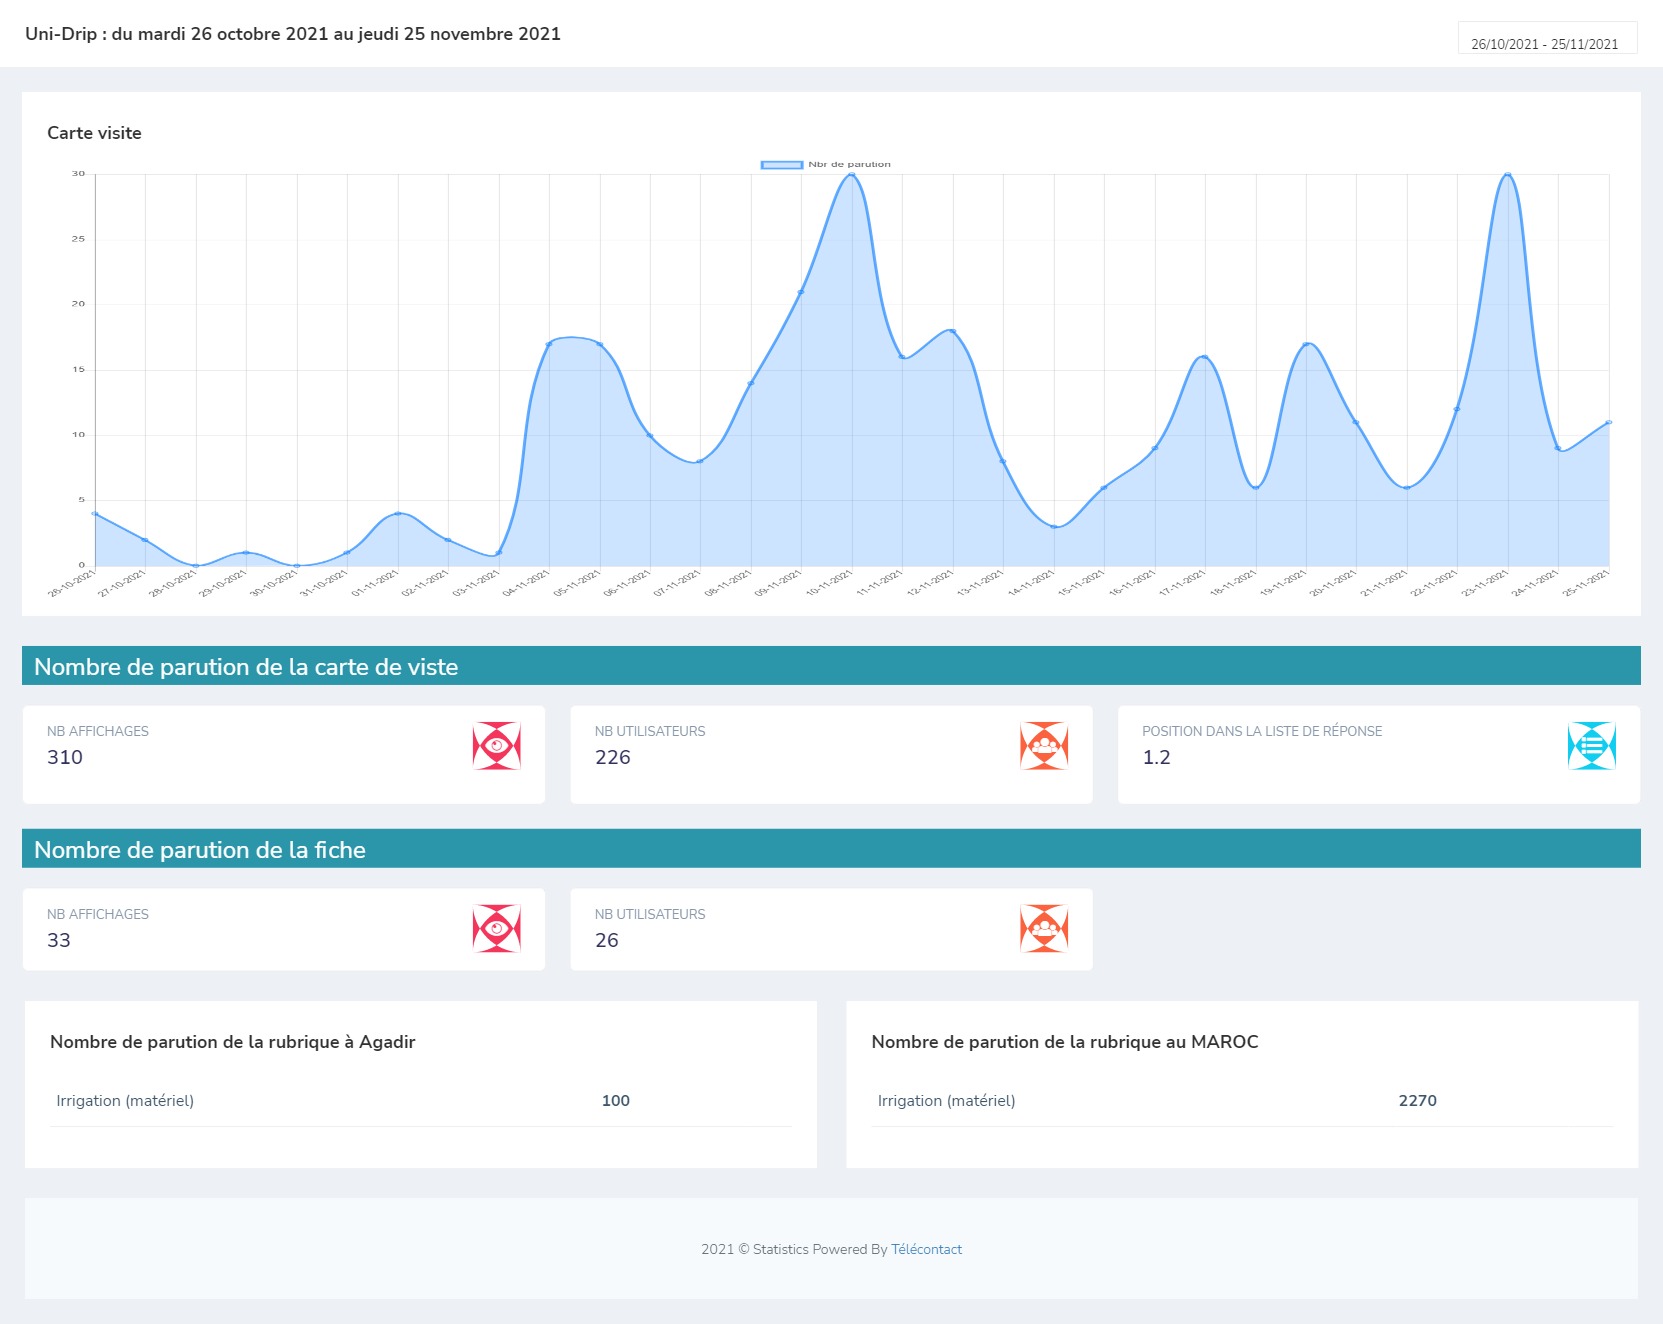 Uni-Drip : du mardi 26 octobre 2021 au jeudi 25 novembre 2021
26/10/2021 - 25/11/2021
Carte visite
Nbr de parution
30
25
20
15
10
5
0
26-10-2021 27-10-2021 28-10-2021 29-10-2021 30-10-2021 31-10-2021 01-11-2021 02-11-2021 03-11-2021 04-11-2021 05-11-2021 06-11-2021 07-11-2021 08-11-2021 09-11-2021 10-11-2021 11-11-2021 12-11-2021 13-11-2021 14-11-2021 15-11-2021 16-11-2021 17-11-2021 18-11-2021 19-11-2021 20-11-2021 21-11-2021 22-11-2021 23-11-2021 24-11-2021 25-11-2021
Nombre de parution de la carte de viste
NB AFFICHAGES
310
NB UTILISATEURS
226
POSITION DANS LA LISTE DE RÉPONSE
1.2
Nombre de parution de la fiche
NB AFFICHAGES
33
NB UTILISATEURS
26
Nombre de parution de la rubrique à Agadir
Irrigation (matériel) 100
Nombre de parution de la rubrique au MAROC
Irrigation (matériel) 2270
2021 © Statistics Powered By Télécontact